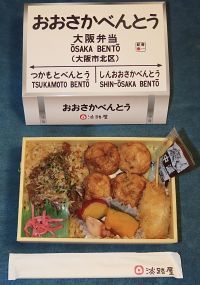 おおさかべんとう
大阪弁当
ŌSAKA BENTŌ
(大阪市北区)
つかもとべんとう
TSUKAMOTO BENTŌ
しんおおさかべんとう
SHIN-ŌSAKA BENTŌ
おおさかべんとう
淡路屋
淡路屋